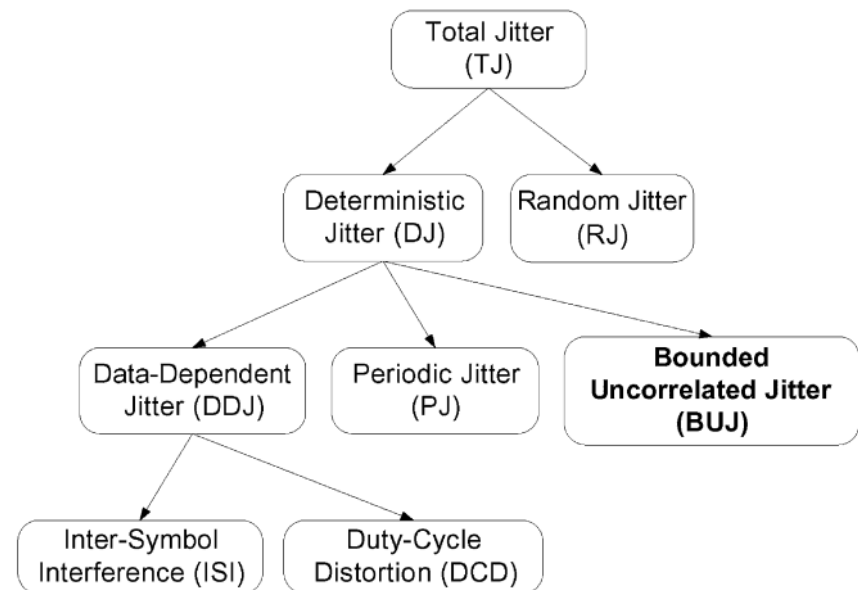 Total Jitter
(TJ)
Deterministic
Jitter (DJ)
Random Jitter
(RJ)
Data-Dependent
Jitter (DDJ)
Periodic Jitter
(PJ)
Bounded
Uncorrelated Jitter
(BUJ)
Inter-Symbol
Interference (ISI)
Duty-Cycle
Distortion (DCD)